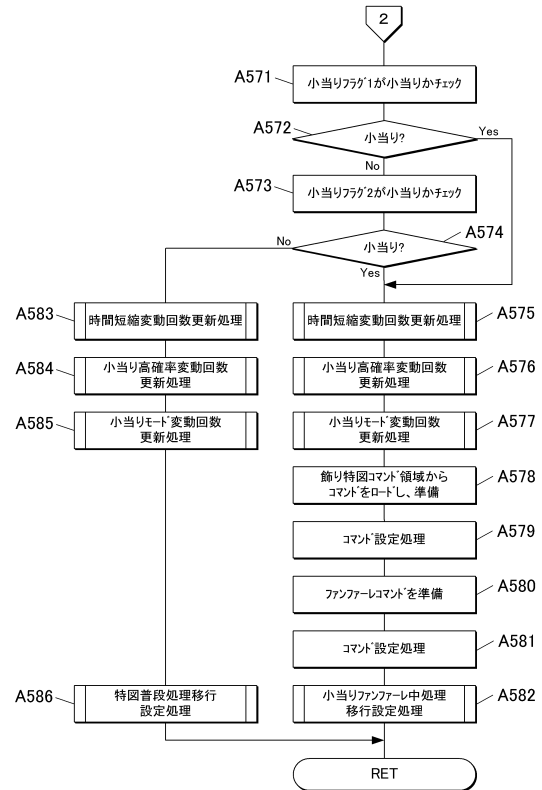 2
A571
小当りフラグ1が小当りかチェック
A572
小当り?
Yes
No
A573
小当りフラグ2が小当りかチェック
A574
小当り?
No
Yes
A583
時間短縮変動回数更新処理
時間短縮変動回数更新処理
A575
A584
小当り高確率変動回数
更新処理
小当り高確率変動回数
更新処理
A576
A585
小当りモード変動回数
更新処理
小当りモード変動回数
更新処理
A577
飾り特図コマンド領域から
コマンドをロードし、準備
A578
コマンド設定処理
A579
ファンファーレコマンドを準備
A580
コマンド設定処理
A581
A586
特図普段処理移行
設定処理
小当りファンファーレ中処理
移行設定処理
A582
RET